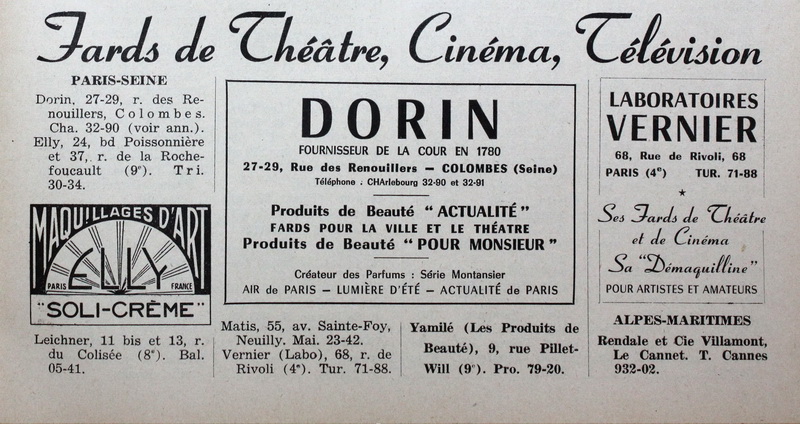 Fards de Théâtre, Cinéma, Télévision
PARIS-SEINE
Dorin, 27-29, r. des Re-
nouillers, Colombes.
Cha. 32-90 (voir ann.).
Elly, 24, bd Poissonnière
et 37, r. de la Roche-
foucault (9e). Tri.
30-34.
MAQUILLAGES D'ART
ELLY
PARIS FRANCE
"SOLI-CRÈME"
Leichner, 11 bis et 13, r.
du Colisée (8e). Bal.
05-41.
DORIN
FOURNISSEUR DE LA COUR EN 1780
27-29, Rue des Renouillers — COLOMBES (Seine)
Téléphone : CHArlebourg 32-90 et 32-91
Produits de Beauté "ACTUALITÉ"
FARDS POUR LA VILLE ET LE THÉATRE
Produits de Beauté "POUR MONSIEUR"
Créateur des Parfums : Série Montansier
AIR de PARIS — LUMIÈRE D'ÉTÉ — ACTUALITÉ de PARIS
Matis, 55, av. Sainte-Foy,
Neuilly. Mai. 23-42.
Vernier (Labo), 68, r. de
Rivoli (4e). Tur. 71-88.
Yamilé (Les Produits de
Beauté), 9, rue Pillet-
Will (9e). Pro. 79-20.
LABORATOIRES
VERNIER
68, Rue de Rivoli, 68
PARIS (4e) TUR. 71-88
Ses Fards de Théâtre
et de Cinéma
Sa "Démaquilline"
POUR ARTISTES ET AMATEURS
ALPES-MARITIMES
Rendale et Cie Villamont,
Le Cannet. T. Cannes
932-02.